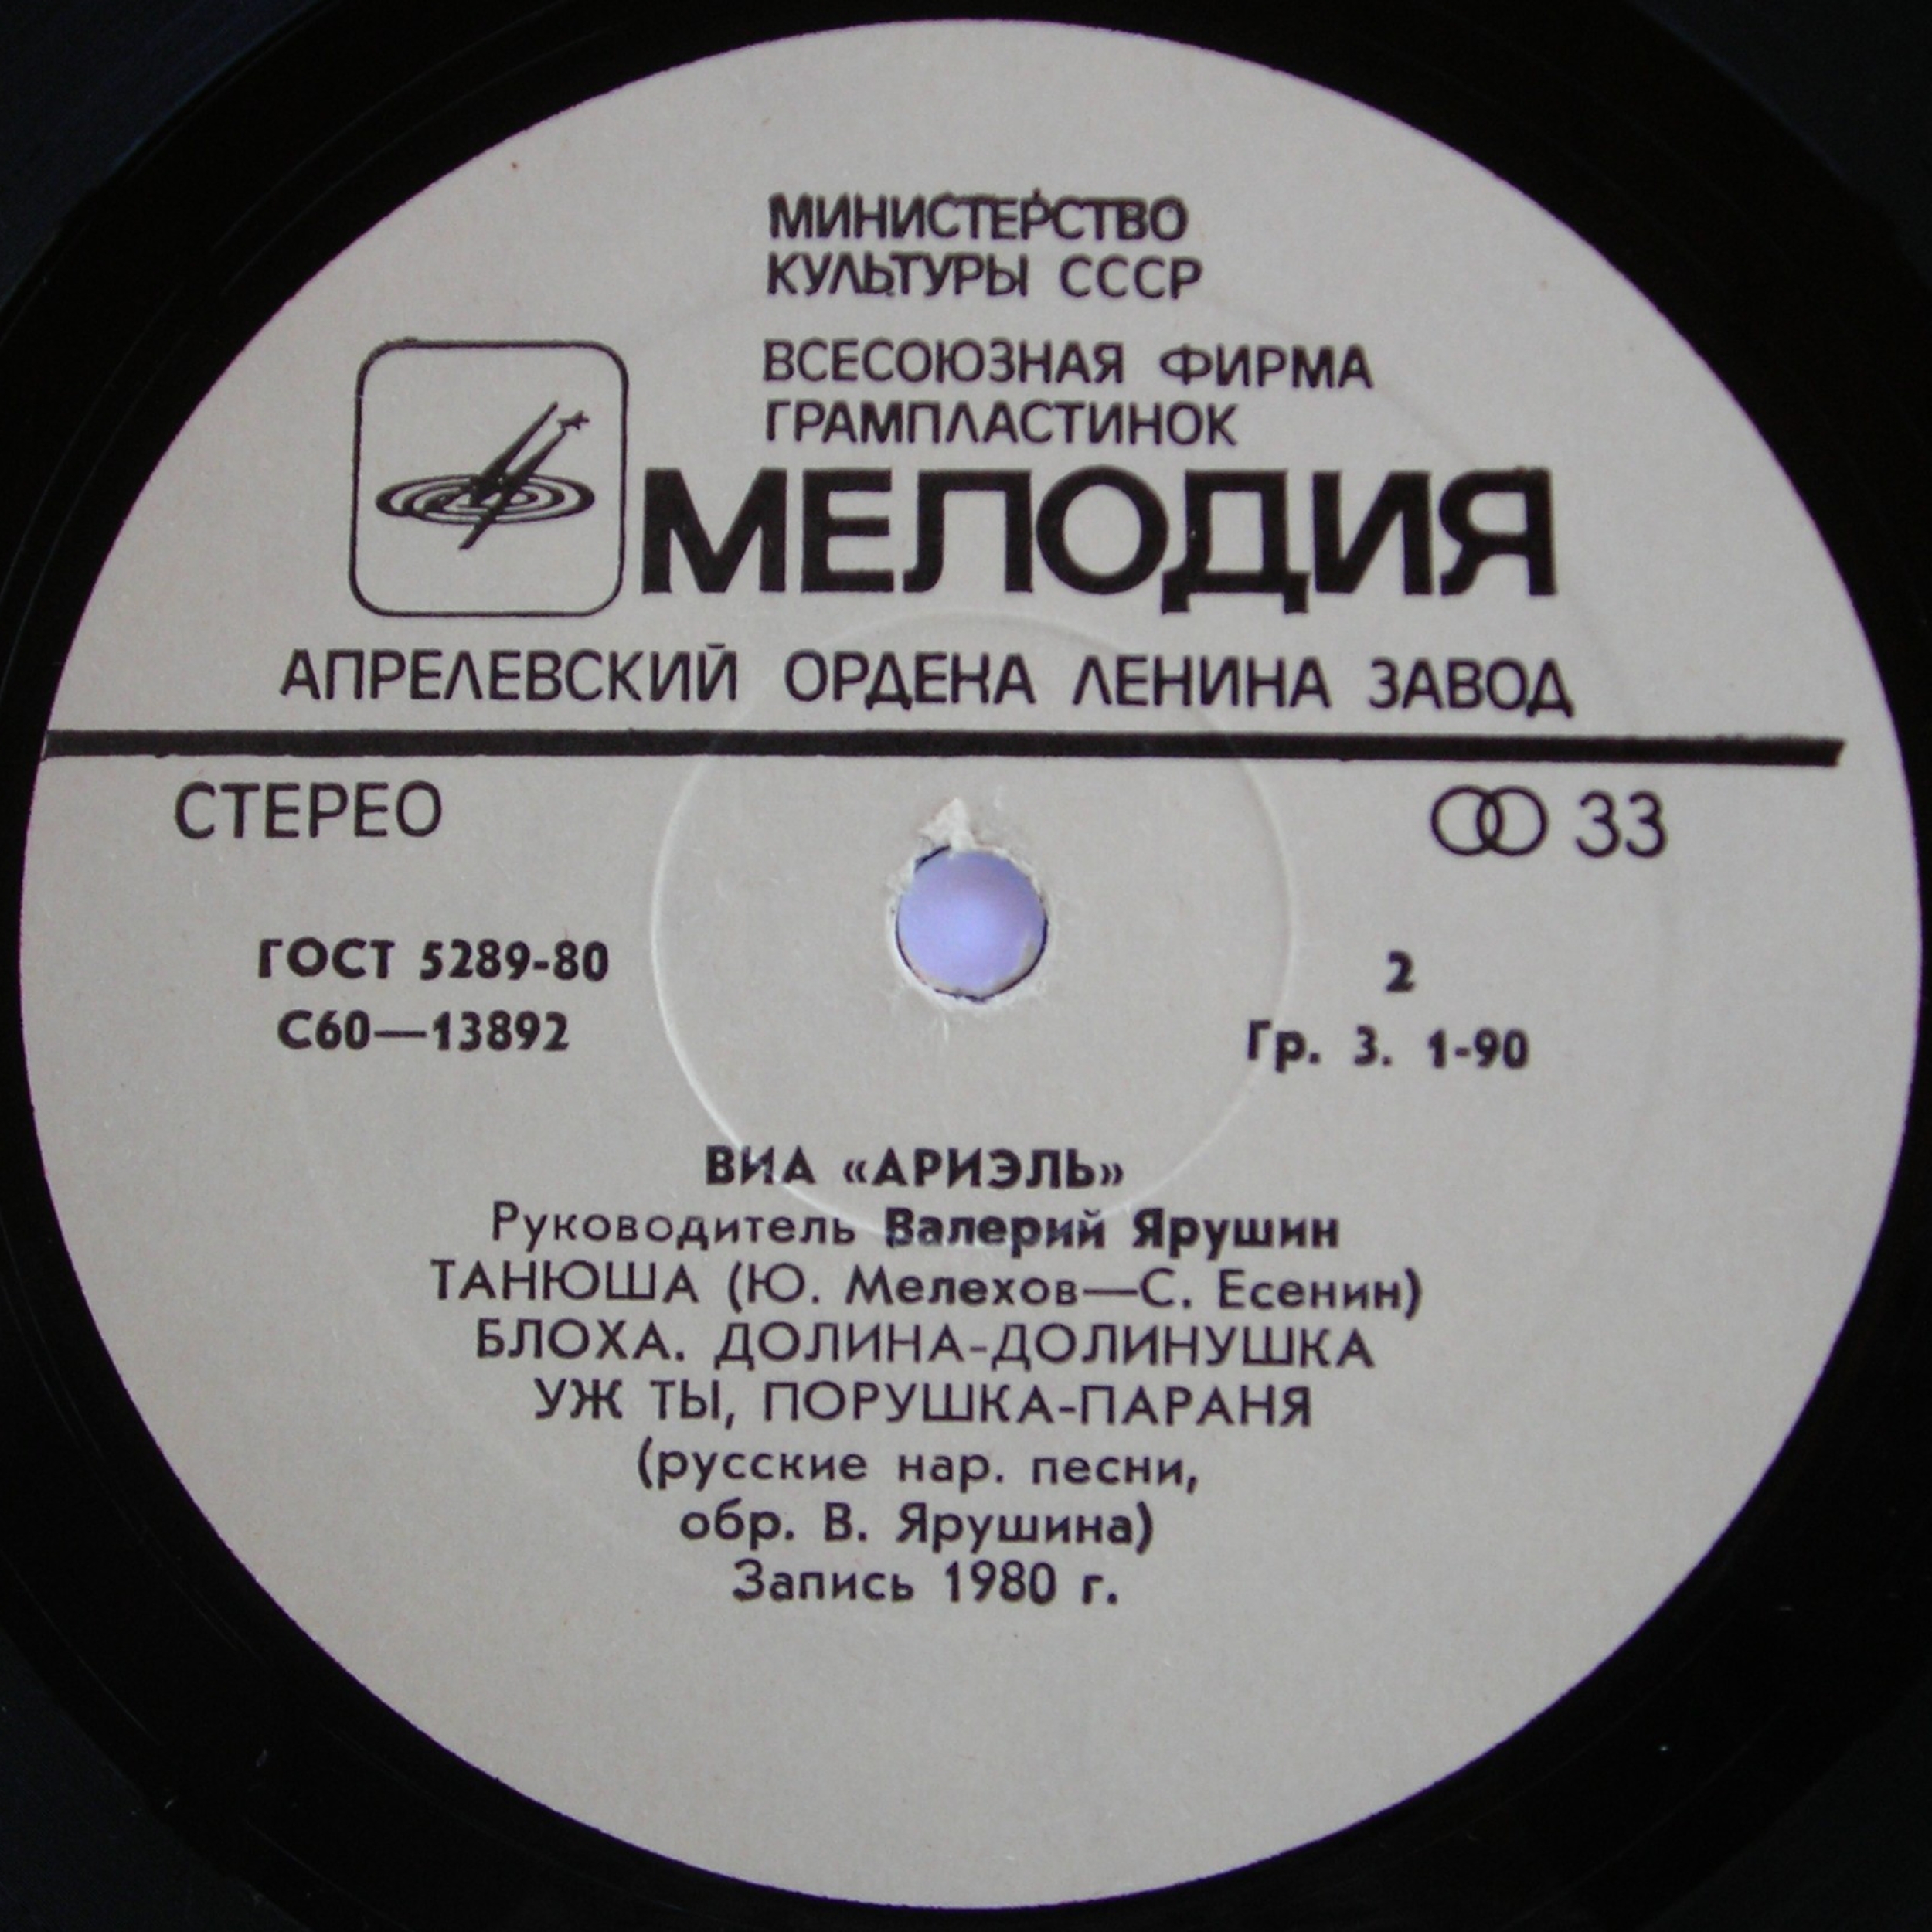 МИНИСТЕРСТВО
КУЛЬТУРЫ СССР
ВСЕСОЮЗНАЯ ФИРМА
ГРАМПЛАСТИНОК
МЕЛОДИЯ
АПРЕЛЕВСКИЙ ОРДЕНА ЛЕНИНА ЗАВОД
СТЕРЕО
33
ГОСТ 5289-80
С60—13892
2
Гр. 3. 1-90
ВИА «АРИЭЛЬ»
Руководитель Валерий Ярушин
ТАНЮША (Ю. Мелехов—С. Есенин)
БЛОХА. ДОЛИНА-ДОЛИНУШКА
УЖ ТЫ, ПОРУШКА-ПАРАНЯ
(русские нар. песни,
обр. В. Ярушина)
Запись 1980 г.